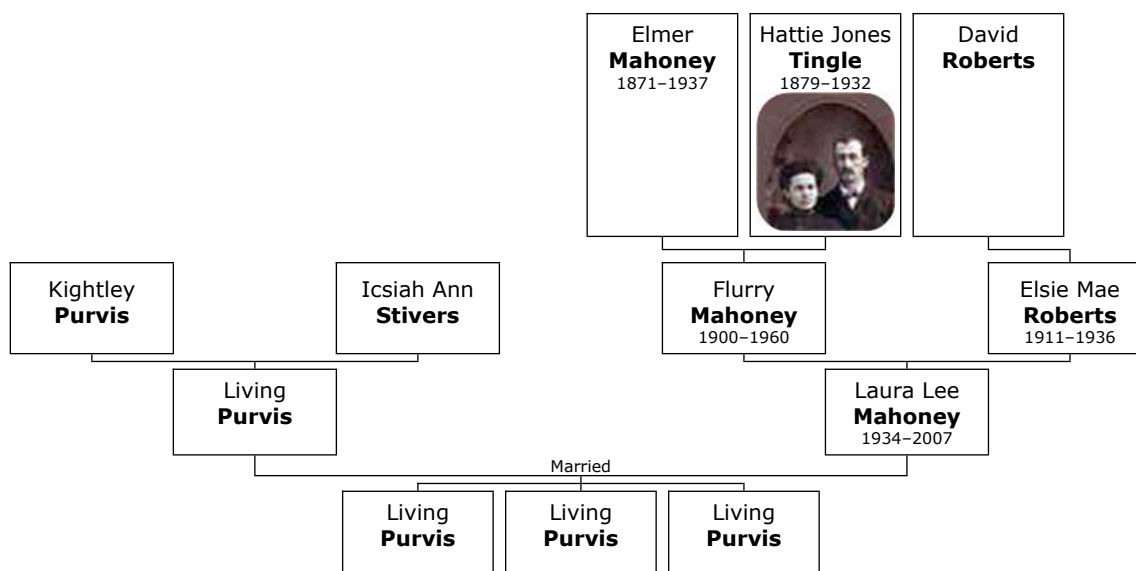 Elmer
Mahoney
1871–1937
Hattie Jones
Tingle
1879–1932
David
Roberts
Kightley
Purvis
Icsiah Ann
Stivers
Flurry
Mahoney
1900–1960
Elsie Mae
Roberts
1911–1936
Living
Purvis
Laura Lee
Mahoney
1934–2007
Married
Living
Purvis
Living
Purvis
Living
Purvis